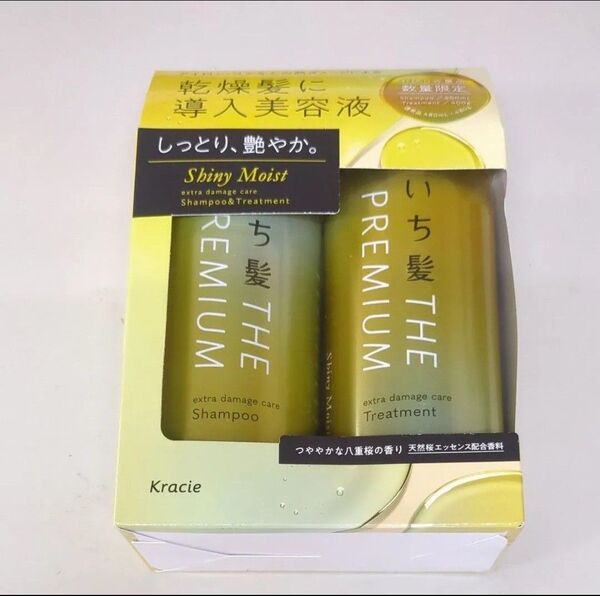 乾燥髪に
導入美容液
数量限定
しっとり、艶やか。
Shiny Moist
extra damage care
Shampoo&Treatment
いち髪 THE
PREMIUM
extra damage care
Shampoo
いち髪 THE
PREMIUM
extra damage care
Treatment
Shiny Moist
つややかな八重桜の香り 天然桜エッセンス配合香料
Kracie